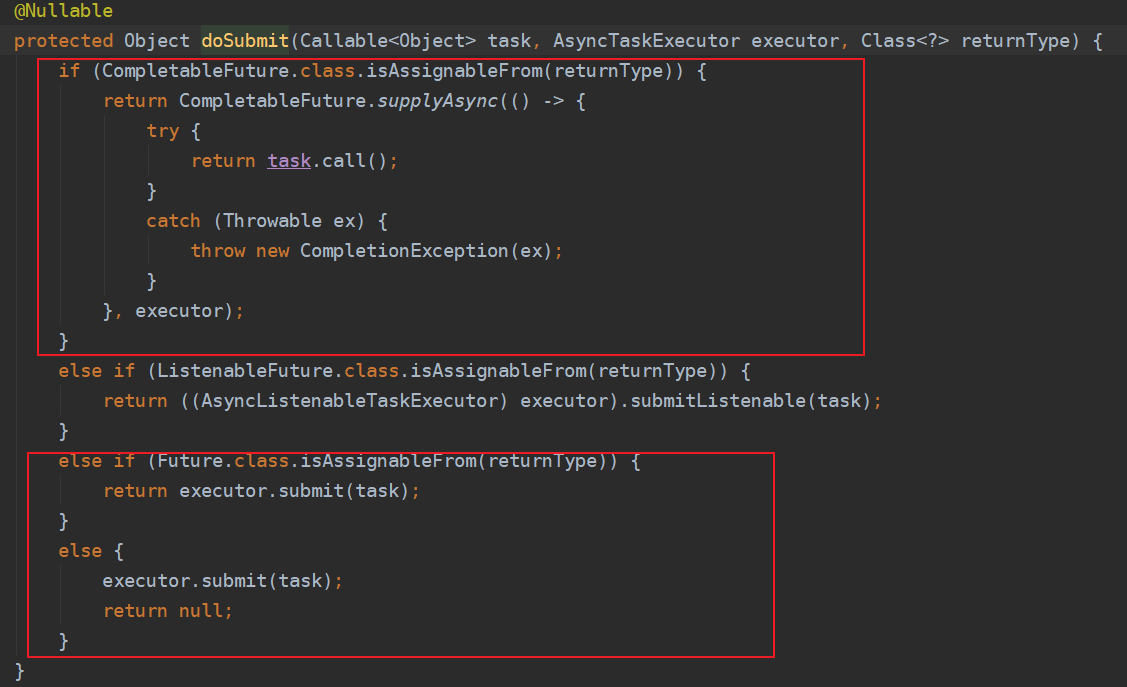 @Nullable
protected Object doSubmit(Callable<Object> task, AsyncTaskExecutor executor, Class<?> returnType) {
    if (CompletableFuture.class.isAssignableFrom(returnType)) {
        return CompletableFuture.supplyAsync(() -> {
            try {
                return task.call();
            }
            catch (Throwable ex) {
                throw new CompletionException(ex);
            }
        }, executor);
    }
    else if (ListenableFuture.class.isAssignableFrom(returnType)) {
        return ((AsyncListenableTaskExecutor) executor).submitListenable(task);
    }
    else if (Future.class.isAssignableFrom(returnType)) {
        return executor.submit(task);
    }
    else {
        executor.submit(task);
        return null;
    }
}